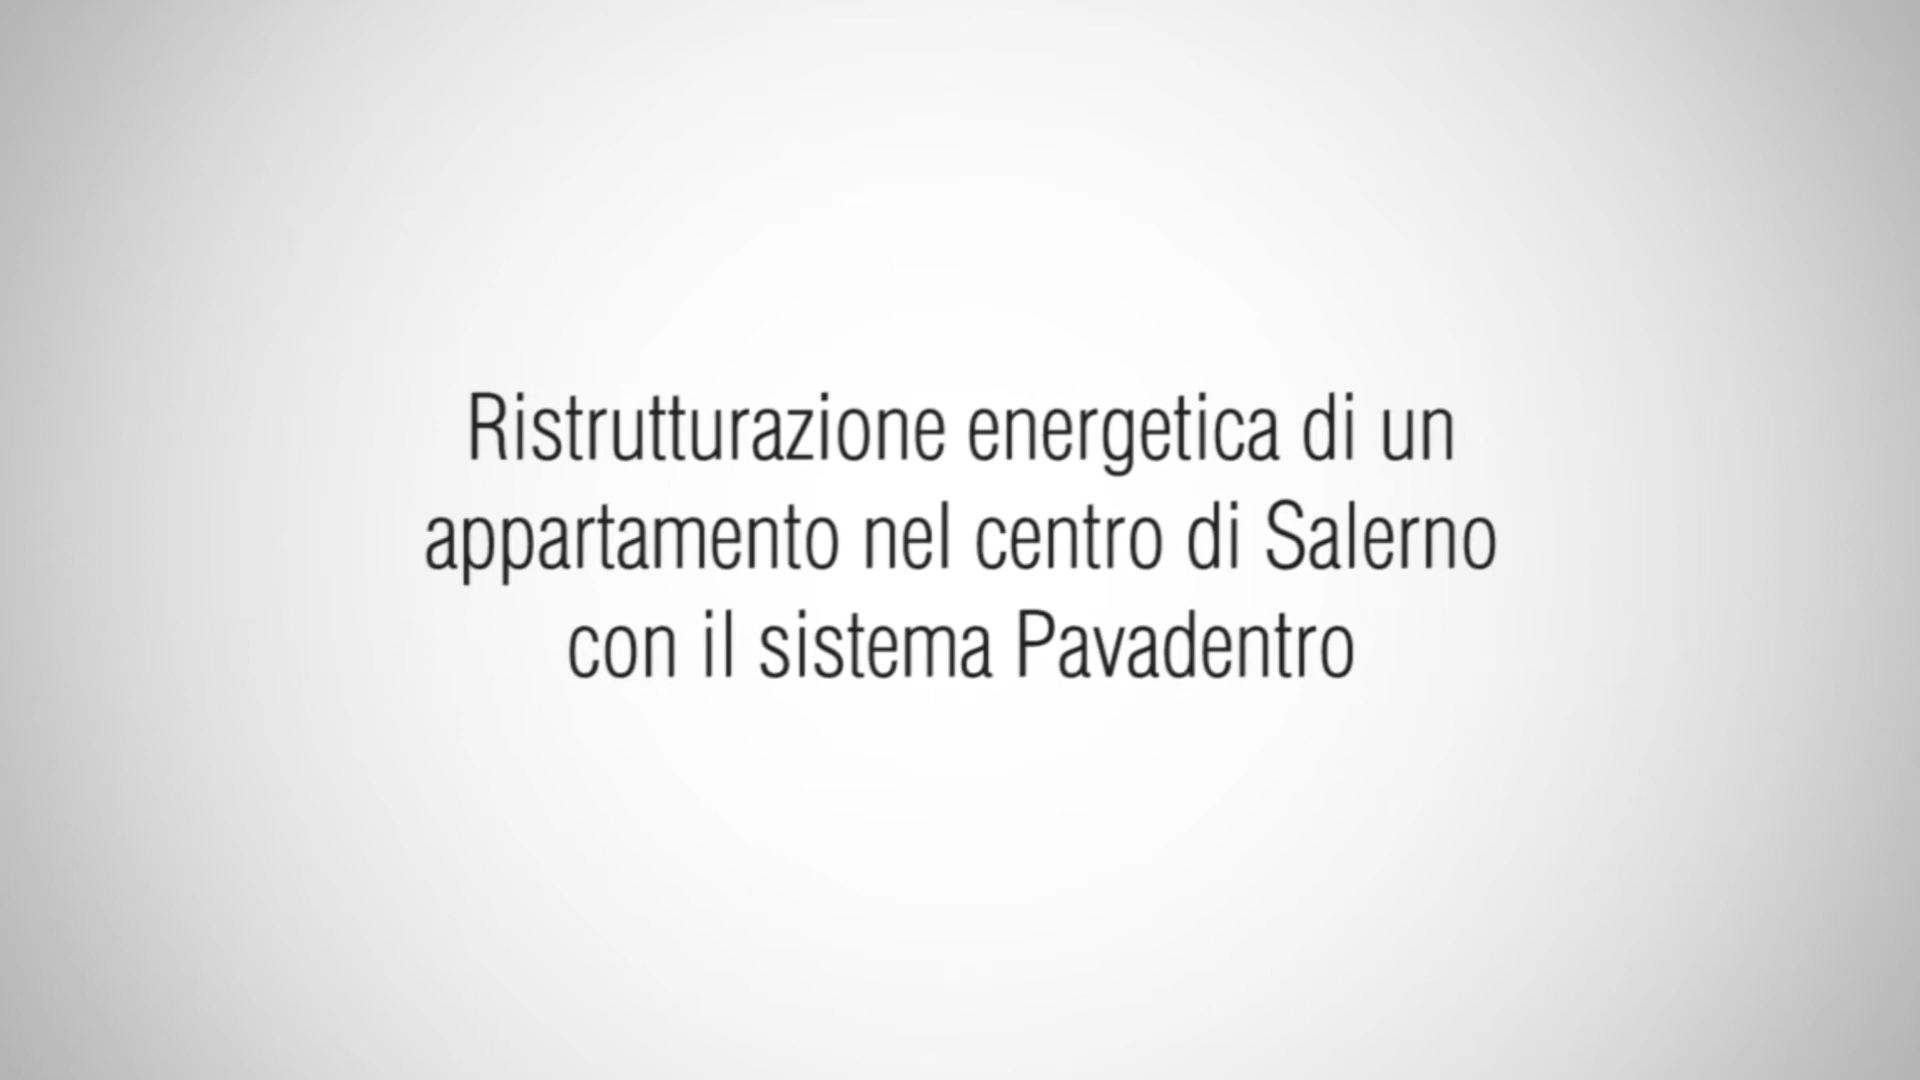 Ristrutturazione energetica di un
appartamento nel centro di Salerno
con il sistema Pavadentro